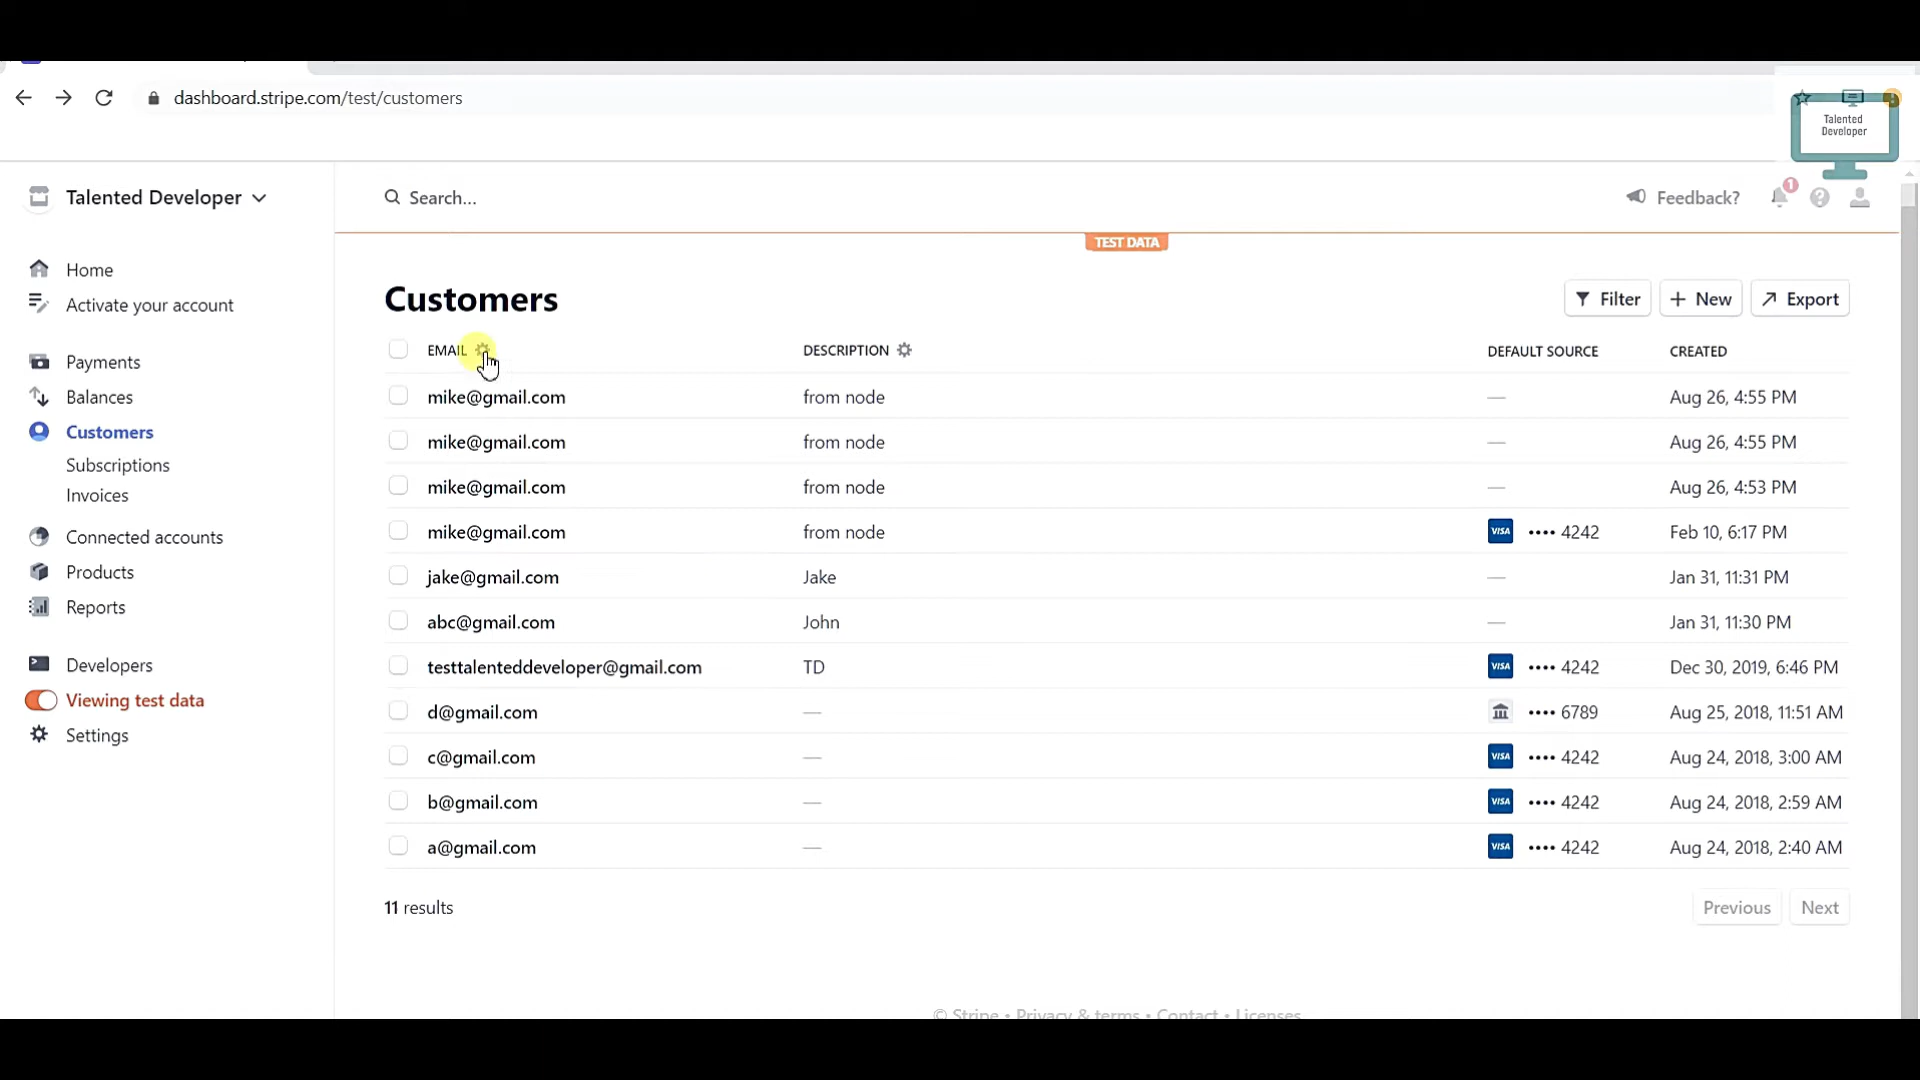 dashboard.stripe.com/test/customers
Talented
Developer
Talented Developer
Search...
Feedback?
1
TEST DATA
Home
Activate your account
Payments
Balances
Customers
Subscriptions
Invoices
Connected accounts
Products
Reports
Developers
Viewing test data
Settings
Customers
Filter
New
Export
EMAIL DESCRIPTION DEFAULT SOURCE CREATED
mike@gmail.com from node — Aug 26, 4:55 PM
mike@gmail.com from node — Aug 26, 4:55 PM
mike@gmail.com from node — Aug 26, 4:53 PM
mike@gmail.com from node VISA •••• 4242 Feb 10, 6:17 PM
jake@gmail.com Jake — Jan 31, 11:31 PM
abc@gmail.com John — Jan 31, 11:30 PM
testtalenteddeveloper@gmail.com TD VISA •••• 4242 Dec 30, 2019, 6:46 PM
d@gmail.com — •••• 6789 Aug 25, 2018, 11:51 AM
c@gmail.com — VISA •••• 4242 Aug 24, 2018, 3:00 AM
b@gmail.com — VISA •••• 4242 Aug 24, 2018, 2:59 AM
a@gmail.com — VISA •••• 4242 Aug 24, 2018, 2:40 AM
11 results
Previous Next
© Stripe • Privacy & terms • Contact • Licenses